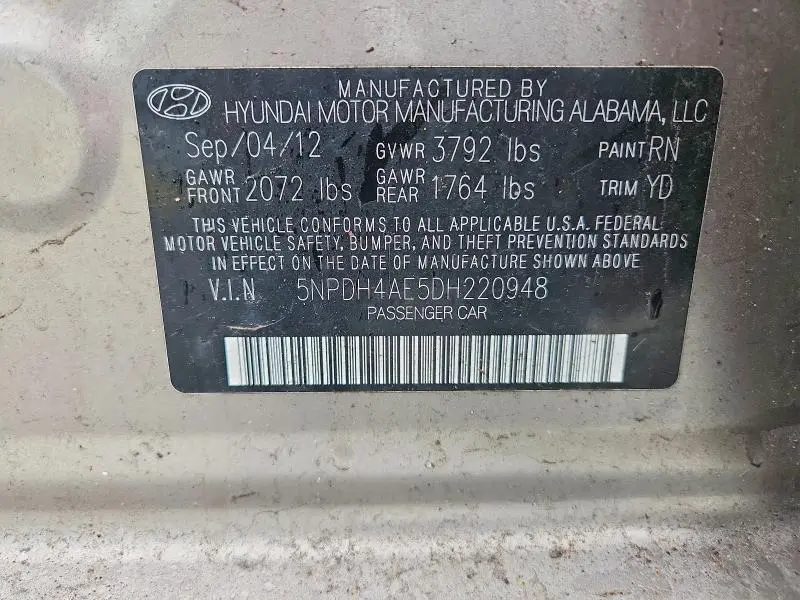 MANUFACTURED BY
HYUNDAI MOTOR MANUFACTURING ALABAMA, LLC
Sep/04/12 GVWR 3792 lbs PAINT RN
GAWR FRONT 2072 lbs GAWR REAR 1764 lbs TRIM YD
THIS VEHICLE CONFORMS TO ALL APPLICABLE U.S.A. FEDERAL
MOTOR VEHICLE SAFETY, BUMPER, AND THEFT PREVENTION STANDARDS
IN EFFECT ON THE DATE OF MANUFACTURE SHOWN ABOVE
V.I.N 5NPDH4AE5DH220948
PASSENGER CAR